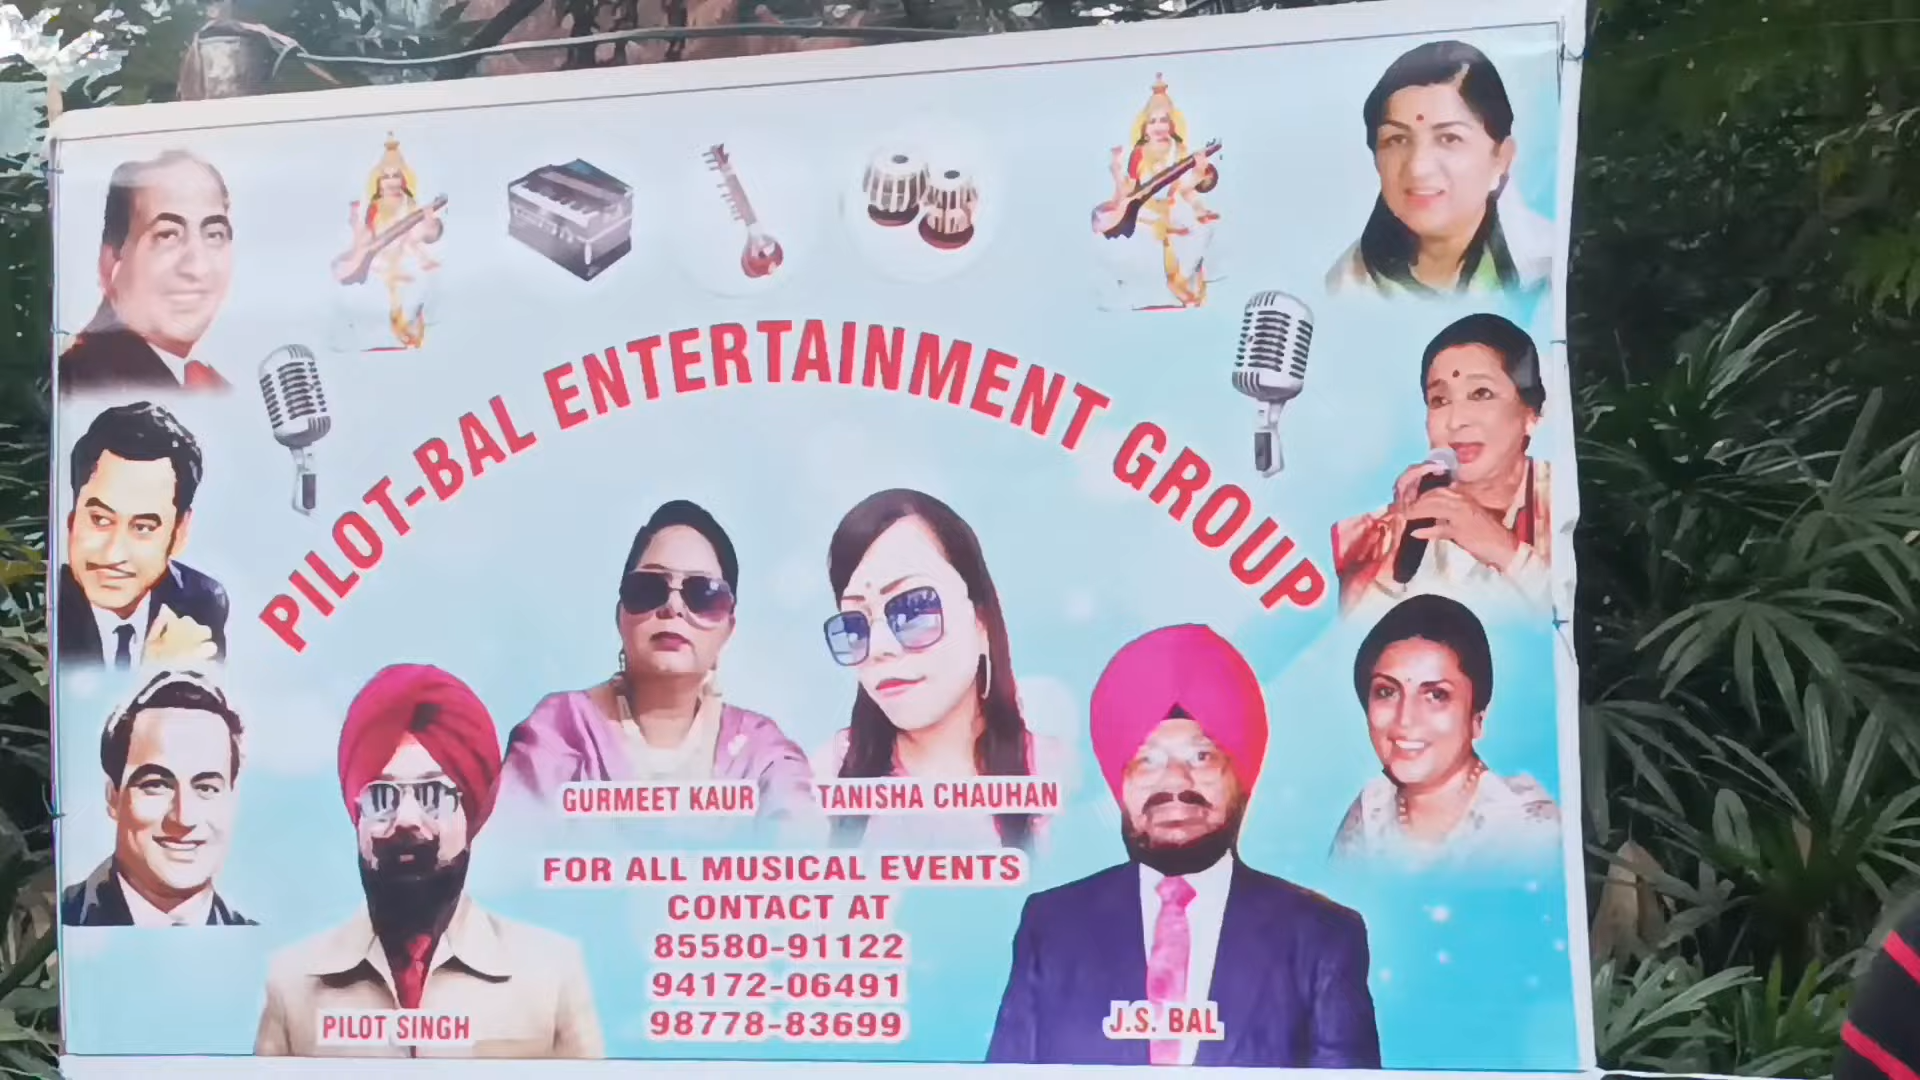 PILOT-BAL ENTERTAINMENT GROUP
GURMEET KAUR
TANISHA CHAUHAN
FOR ALL MUSICAL EVENTS
CONTACT AT
85580-91122
94172-06491
98778-83699
PILOT SINGH
J.S. BAL